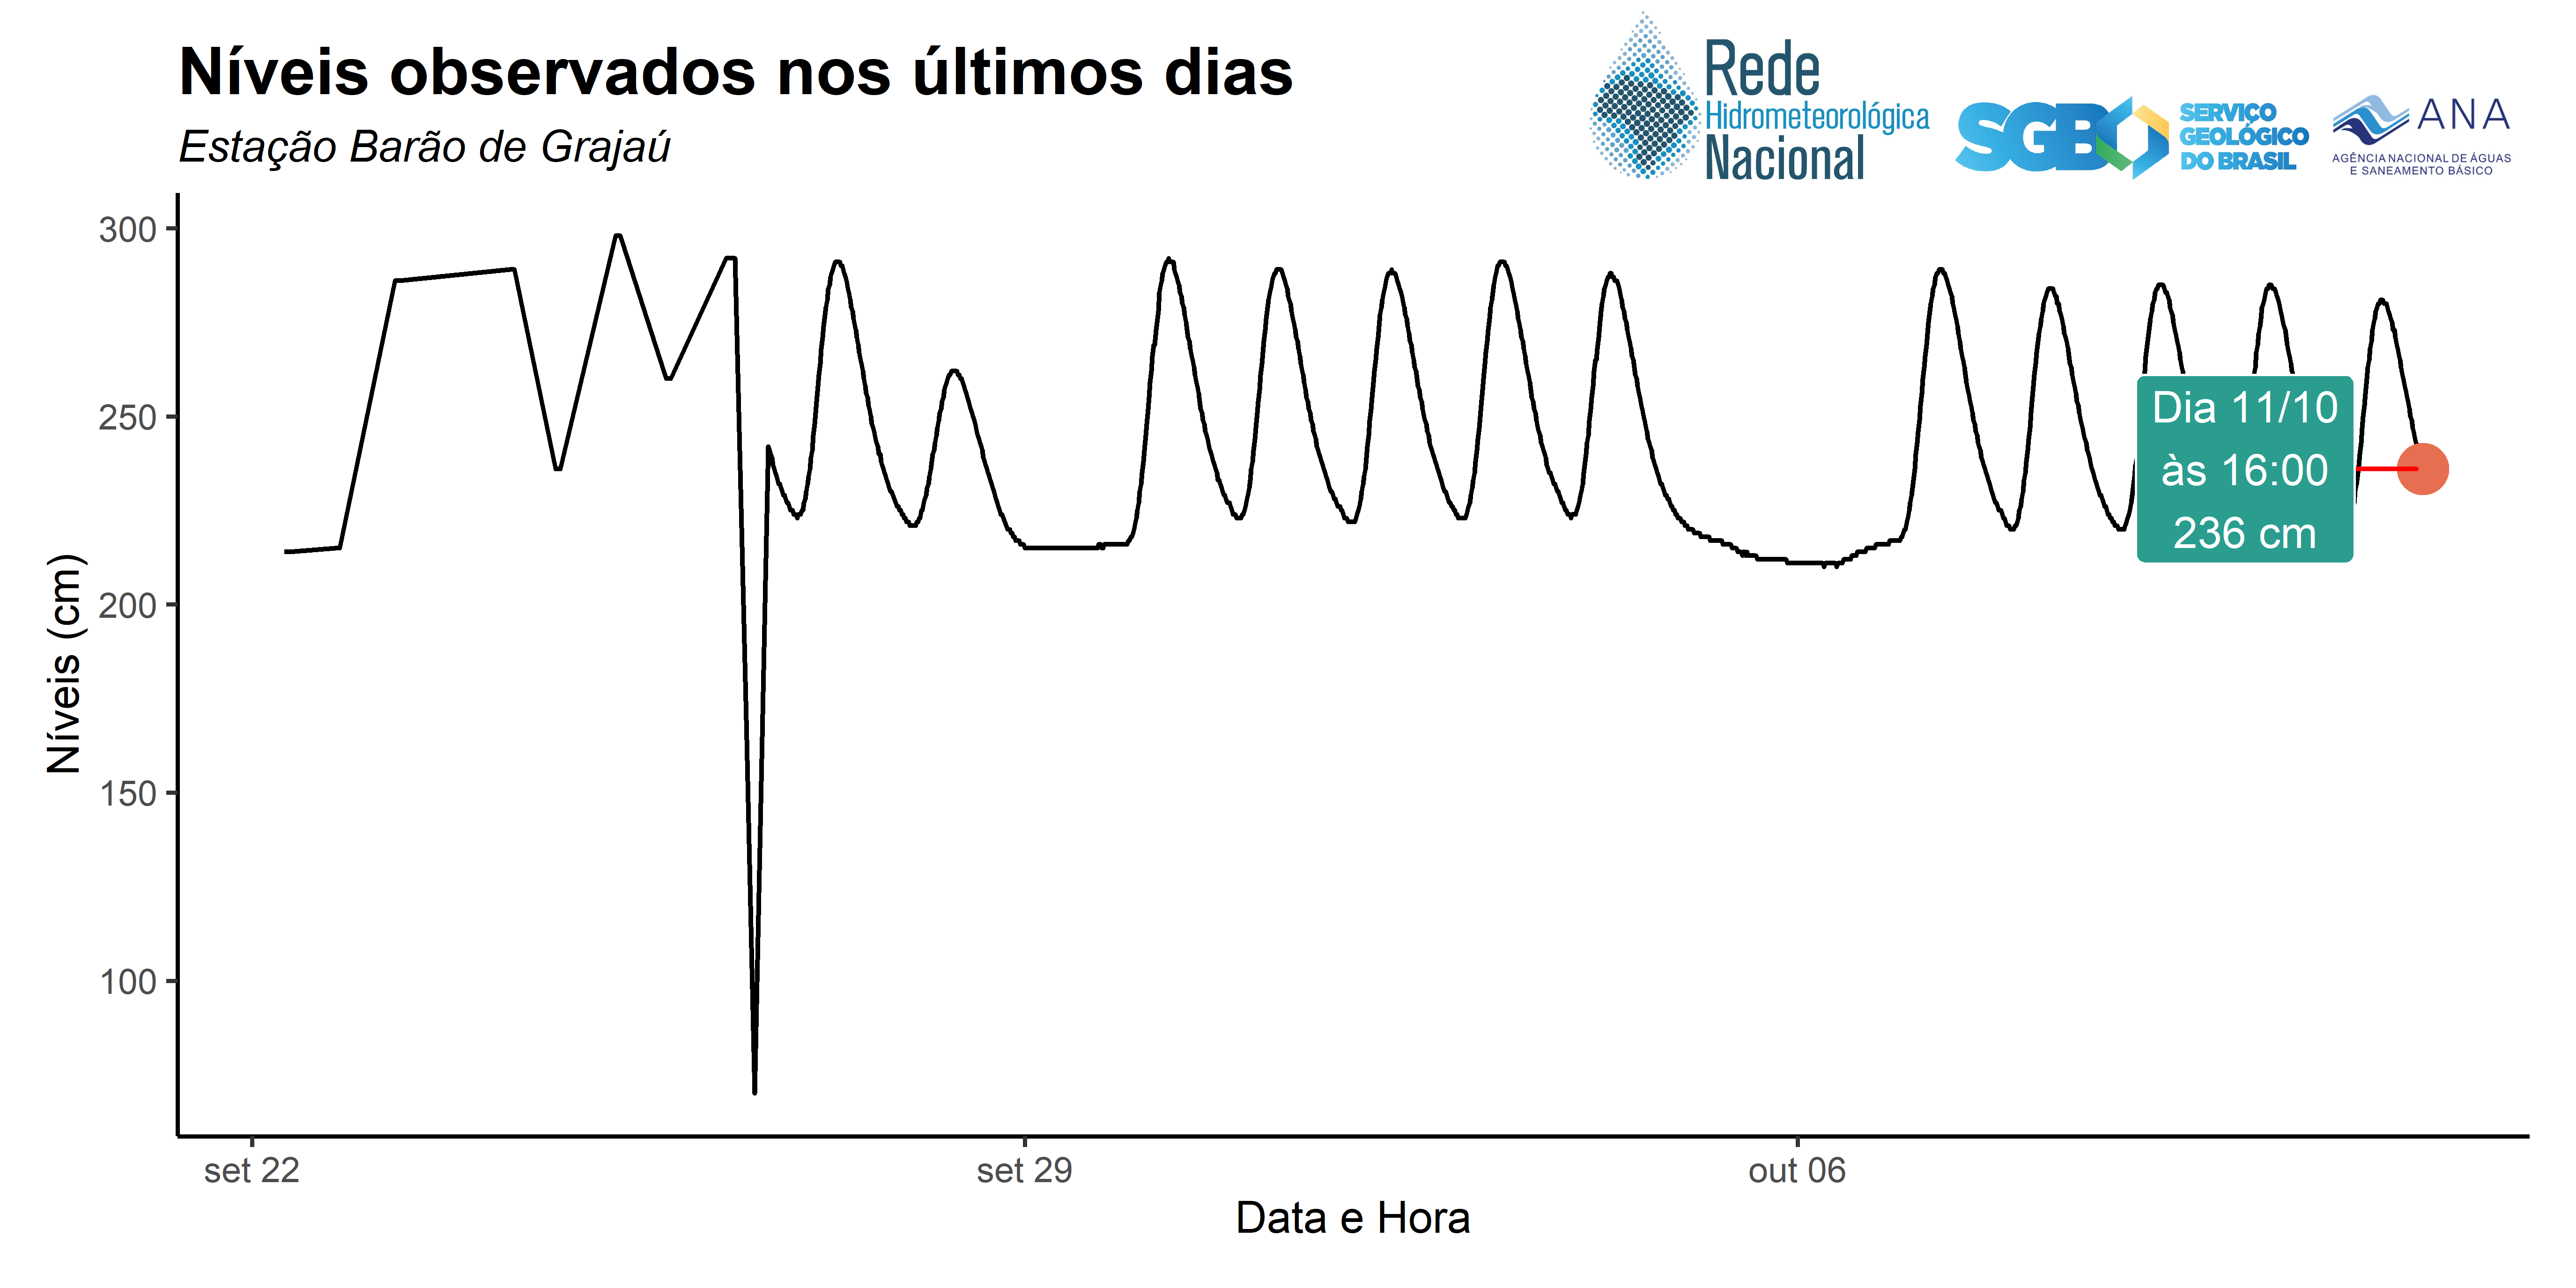 Níveis observados nos últimos dias
Estação Barão de Grajaú
Rede
Hidrometeorológica
Nacional
SGB
SERVIÇO
GEOLÓGICO
DO BRASIL
ANA
AGÊNCIA NACIONAL DE ÁGUAS
E SANEAMENTO BÁSICO
Níveis (cm)
300
250
200
150
100
Dia 11/10
às 16:00
236 cm
set 22
set 29
out 06
Data e Hora